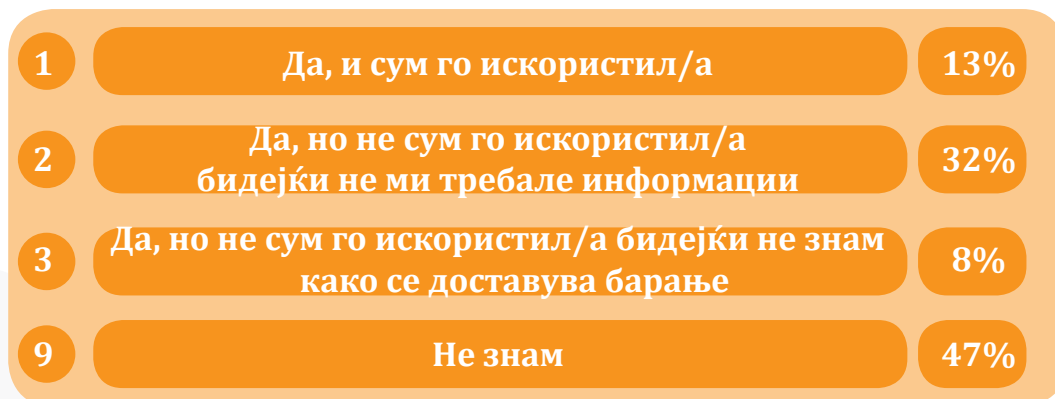 1 Да, и сум го искористил/а 13%
2 Да, но не сум го искористил/а
бидејќи не ми требале информации 32%
3 Да, но не сум го искористил/а бидејќи не знам
како се доставува барање 8%
9 Не знам 47%